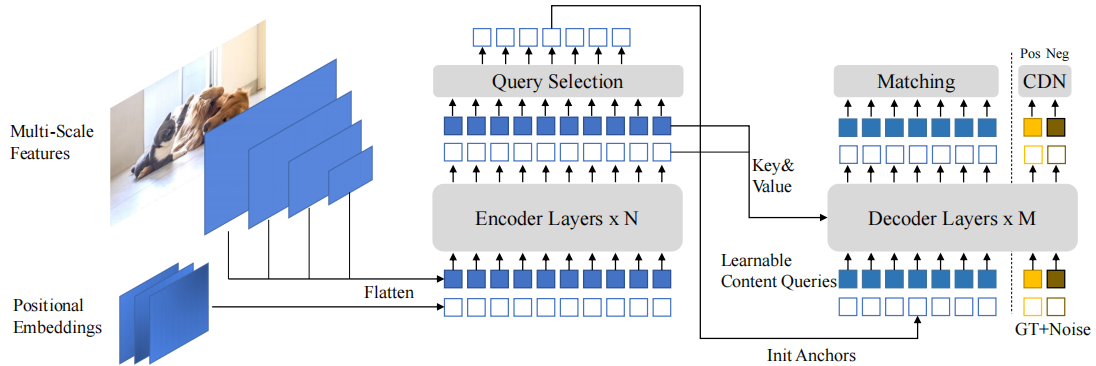 Multi-Scale
Features
Positional
Embeddings
Flatten
Query Selection
Encoder Layers x N
Key&
Value
Learnable
Content Queries
Init Anchors
Matching
Pos Neg
CDN
Decoder Layers x M
GT+Noise